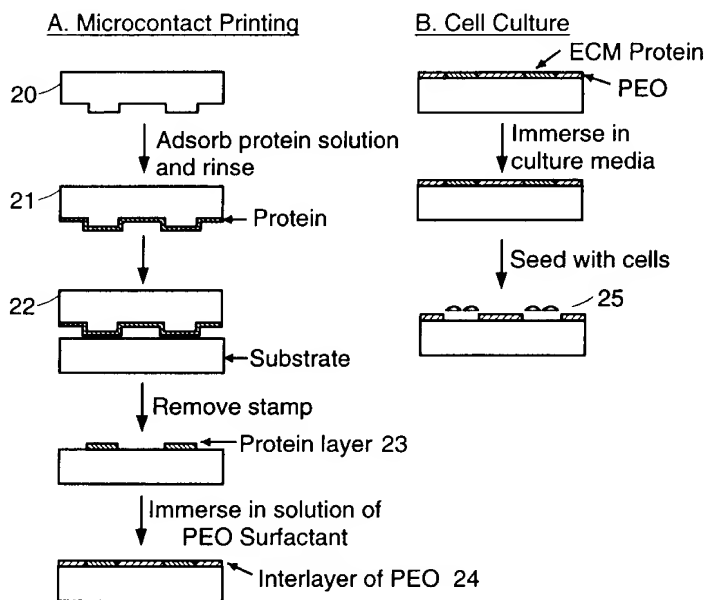 A. Microcontact Printing
20
Adsorb protein solution
and rinse
21
Protein
22
Substrate
Remove stamp
Protein layer 23
Immerse in solution of
PEO Surfactant
Interlayer of PEO 24
B. Cell Culture
ECM Protein
PEO
Immerse in
culture media
Seed with cells
25